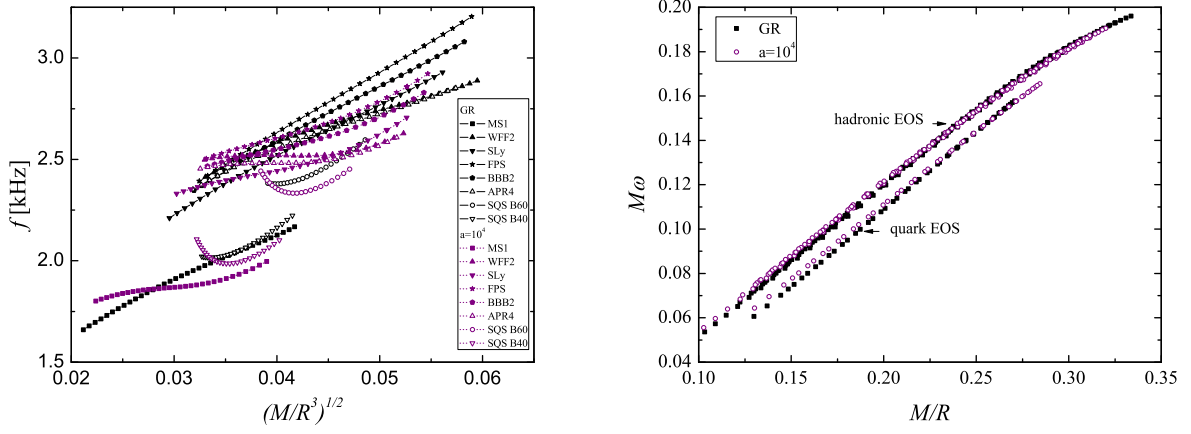 f [kHz]
3.0
2.5
2.0
1.5
0.02 0.03 0.04 0.05 0.06
(M/R³)^{1/2}
GR
MS1
WFF2
SLy
FPS
BBB2
APR4
SQS B60
SQS B40
a=10⁴
MS1
WFF2
SLy
FPS
BBB2
APR4
SQS B60
SQS B40
Mω
0.20
0.18
0.16
0.14
0.12
0.10
0.08
0.06
0.04
0.10 0.15 0.20 0.25 0.30 0.35
M/R
GR
a=10⁴
hadronic EOS
quark EOS